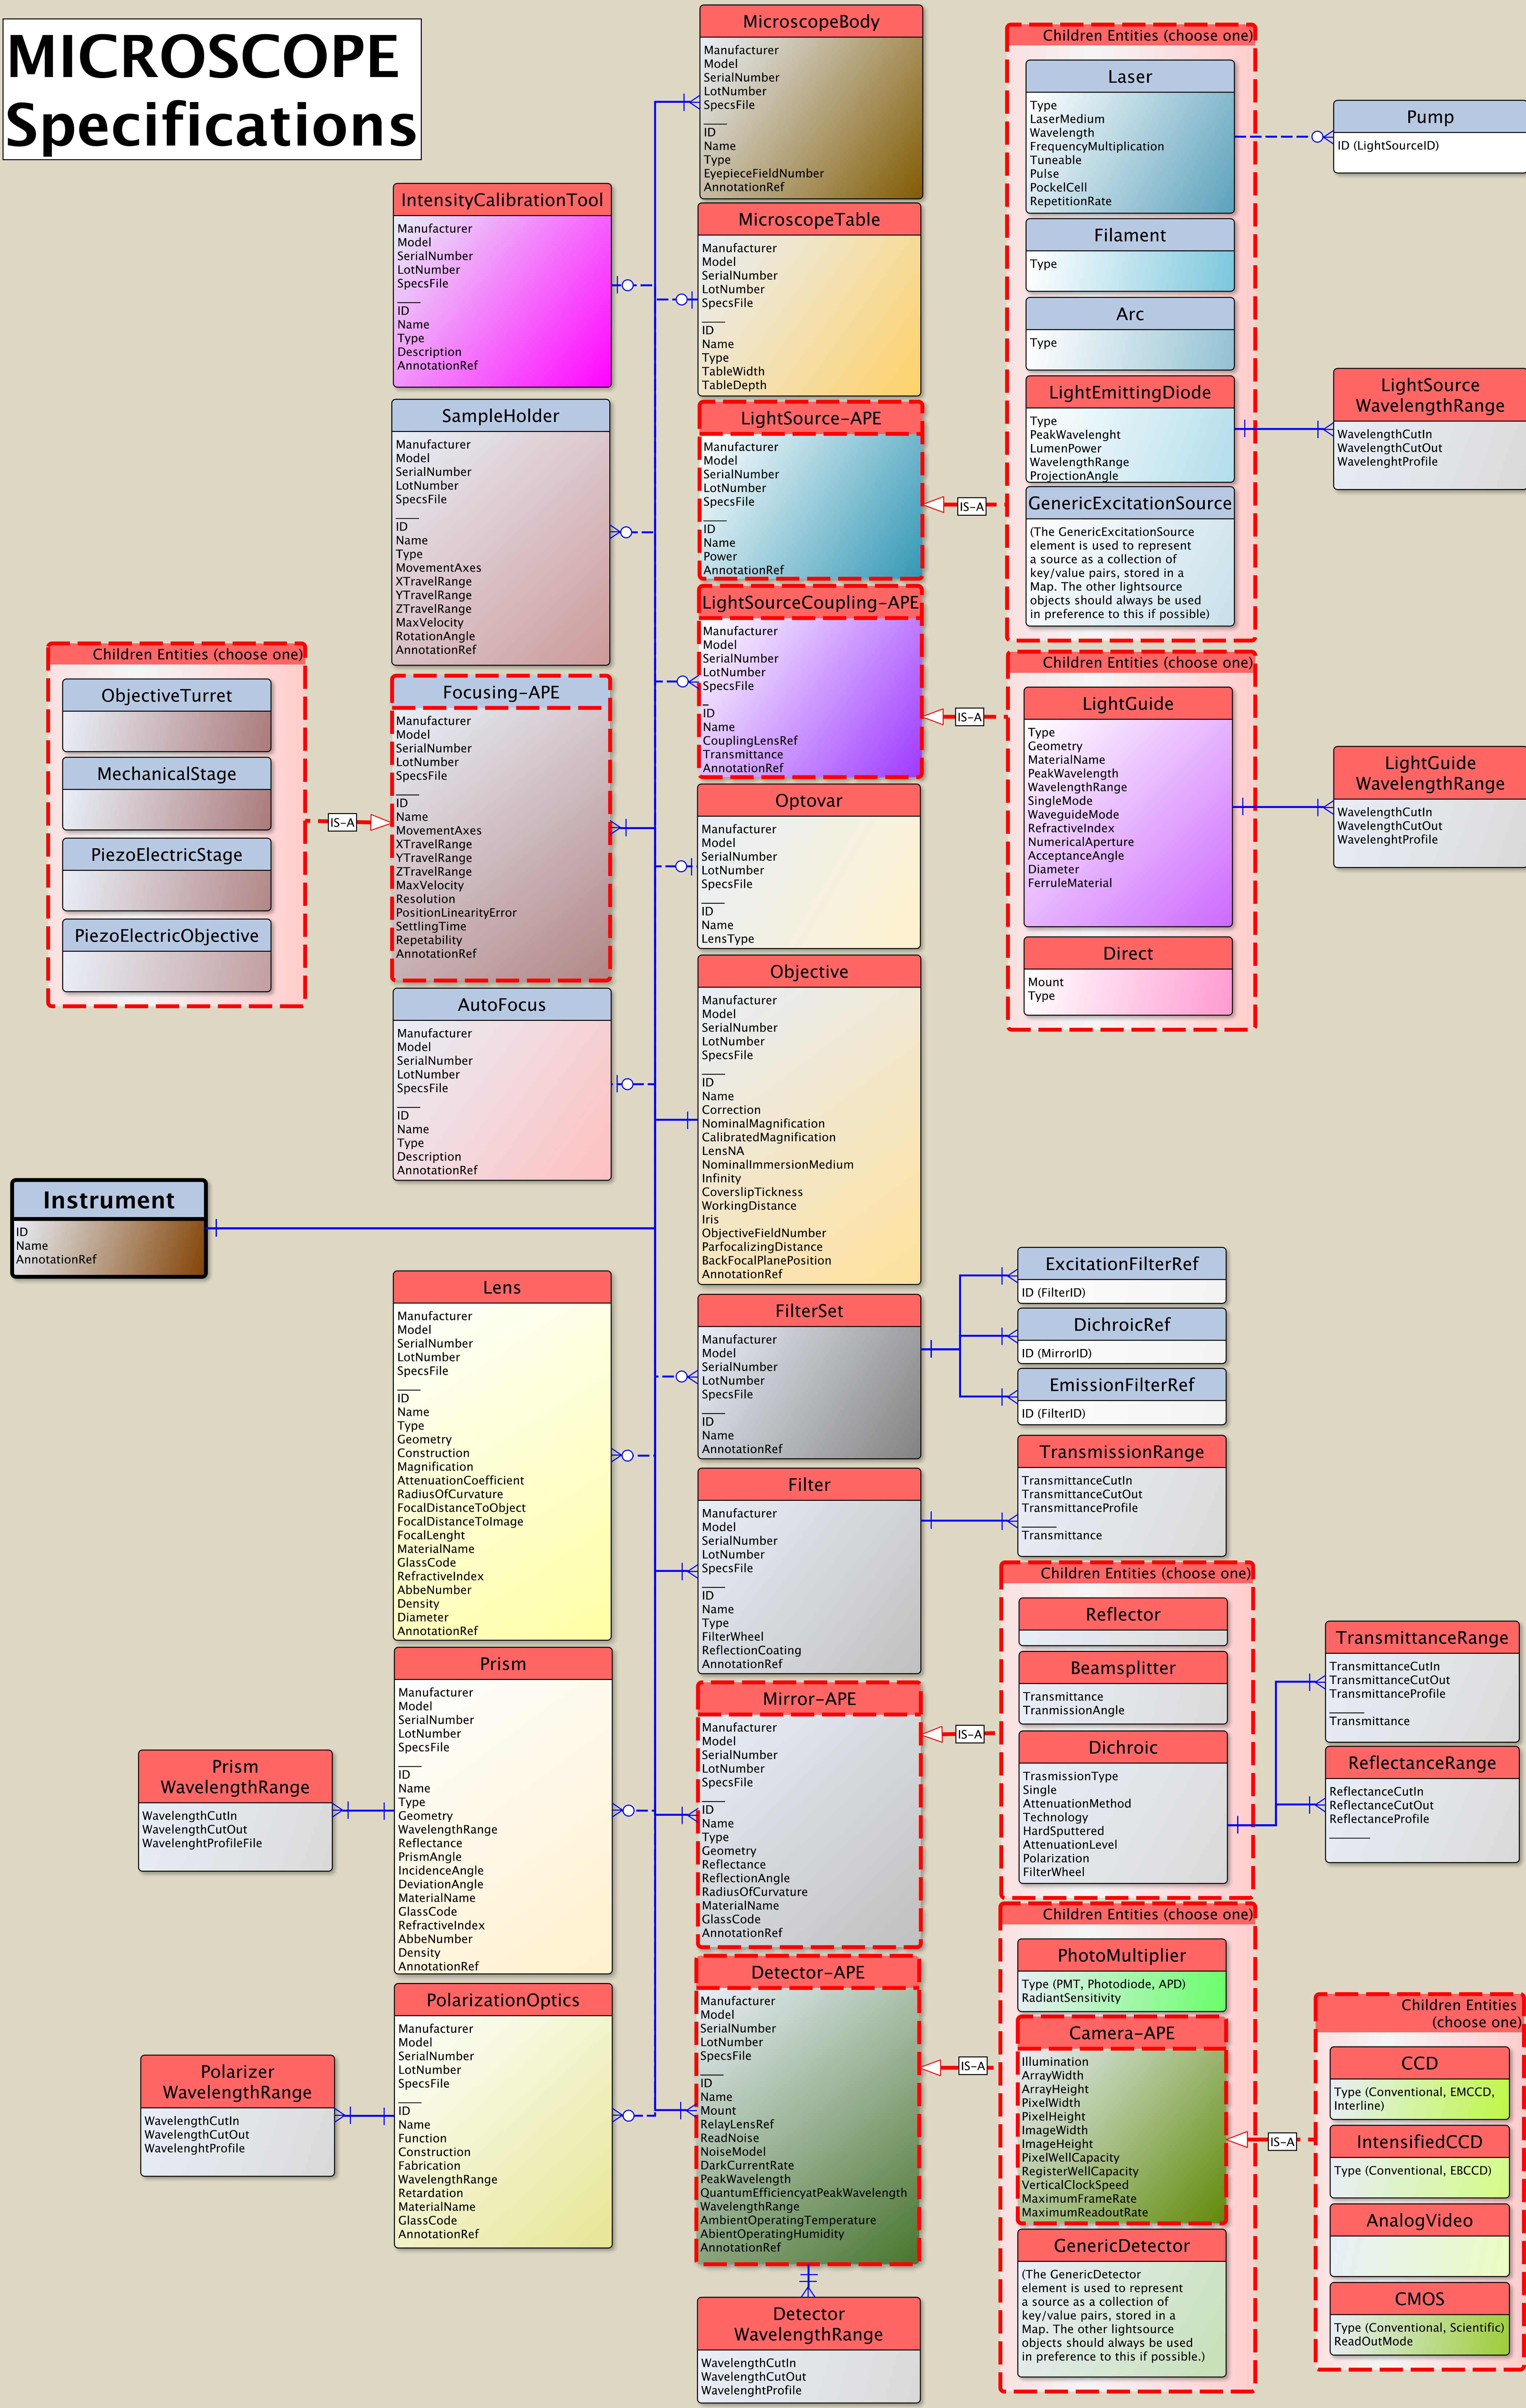 MICROSCOPE
Specifications
MicroscopeBody
Manufacturer
Model
SerialNumber
LotNumber
SpecsFile
____
ID
Name
Type
EyepieceFieldNumber
AnnotationRef
IntensityCalibrationTool
Manufacturer
Model
SerialNumber
LotNumber
SpecsFile
____
ID
Name
Type
Description
AnnotationRef
MicroscopeTable
Manufacturer
Model
SerialNumber
LotNumber
SpecsFile
____
ID
Name
Type
TableWidth
TableDepth
SampleHolder
Manufacturer
Model
SerialNumber
LotNumber
SpecsFile
____
ID
Name
Type
MovementAxes
XTravelRange
YTravelRange
ZTravelRange
MaxVelocity
RotationAngle
AnnotationRef
LightSource-APE
Manufacturer
Model
SerialNumber
LotNumber
SpecsFile
____
ID
Name
Power
AnnotationRef
IS-A
Children Entities (choose one)
Laser
Type
LaserMedium
Wavelength
FrequencyMultiplication
Tuneable
Pulse
PockelCell
RepetitionRate
Pump
ID (LightSourceID)
Filament
Type
Arc
Type
LightEmittingDiode
Type
PeakWavelenght
LumenPower
WavelengthRange
ProjectionAngle
LightSource
WavelengthRange
WavelengthCutIn
WavelengthCutOut
WavelenghtProfile
GenericExcitationSource
(The GenericExcitationSource
element is used to represent
a source as a collection of
key/value pairs, stored in a
Map. The other lightsource
objects should always be used
in preference to this if possible)
LightSourceCoupling-APE
Manufacturer
Model
SerialNumber
LotNumber
SpecsFile
_
ID
Name
CouplingLensRef
Transmittance
AnnotationRef
IS-A
Children Entities (choose one)
LightGuide
Type
Geometry
MaterialName
PeakWavelength
WavelengthRange
SingleMode
WaveguideMode
RefractiveIndex
NumericalAperture
AcceptanceAngle
Diameter
FerruleMaterial
LightGuide
WavelengthRange
WavelengthCutIn
WavelengthCutOut
WavelenghtProfile
Direct
Mount
Type
Children Entities (choose one)
ObjectiveTurret
MechanicalStage
PiezoElectricStage
PiezoElectricObjective
IS-A
Focusing-APE
Manufacturer
Model
SerialNumber
LotNumber
SpecsFile
____
ID
Name
MovementAxes
XTravelRange
YTravelRange
ZTravelRange
MaxVelocity
Resolution
PositionLinearityError
SettlingTime
Repetability
AnnotationRef
Optovar
Manufacturer
Model
SerialNumber
LotNumber
SpecsFile
____
ID
Name
LensType
AutoFocus
Manufacturer
Model
SerialNumber
LotNumber
SpecsFile
____
ID
Name
Type
Description
AnnotationRef
Objective
Manufacturer
Model
SerialNumber
LotNumber
SpecsFile
____
ID
Name
Correction
NominalMagnification
CalibratedMagnification
LensNA
NominalImmersionMedium
Infinity
CoverslipTickness
WorkingDistance
Iris
ObjectiveFieldNumber
ParfocalizingDistance
BackFocalPlanePosition
AnnotationRef
Instrument
ID
Name
AnnotationRef
Lens
Manufacturer
Model
SerialNumber
LotNumber
SpecsFile
____
ID
Name
Type
Geometry
Construction
Magnification
AttenuationCoefficient
RadiusOfCurvature
FocalDistanceToObject
FocalDistanceToImage
FocalLenght
MaterialName
GlassCode
RefractiveIndex
AbbeNumber
Density
Diameter
AnnotationRef
FilterSet
Manufacturer
Model
SerialNumber
LotNumber
SpecsFile
____
ID
Name
AnnotationRef
ExcitationFilterRef
ID (FilterID)
DichroicRef
ID (MirrorID)
EmissionFilterRef
ID (FilterID)
Filter
Manufacturer
Model
SerialNumber
LotNumber
SpecsFile
____
ID
Name
Type
FilterWheel
ReflectionCoating
AnnotationRef
TransmissionRange
TransmittanceCutIn
TransmittanceCutOut
TransmittanceProfile
______
Transmittance
Prism
Manufacturer
Model
SerialNumber
LotNumber
SpecsFile
____
ID
Name
Type
Geometry
WavelengthRange
Reflectance
PrismAngle
IncidenceAngle
DeviationAngle
MaterialName
GlassCode
RefractiveIndex
AbbeNumber
Density
AnnotationRef
Prism
WavelengthRange
WavelengthCutIn
WavelengthCutOut
WavelenghtProfileFile
Mirror-APE
Manufacturer
Model
SerialNumber
LotNumber
SpecsFile
____
ID
Name
Type
Geometry
Reflectance
ReflectionAngle
RadiusOfCurvature
MaterialName
GlassCode
AnnotationRef
IS-A
Children Entities (choose one)
Reflector
Beamsplitter
Transmittance
TranmissionAngle
Dichroic
TrasmissionType
Single
AttenuationMethod
Technology
HardSputtered
AttenuationLevel
Polarization
FilterWheel
TransmittanceRange
TransmittanceCutIn
TransmittanceCutOut
TransmittanceProfile
______
Transmittance
ReflectanceRange
ReflectanceCutIn
ReflectanceCutOut
ReflectanceProfile
_______
PolarizationOptics
Manufacturer
Model
SerialNumber
LotNumber
SpecsFile
____
ID
Name
Function
Construction
Fabrication
WavelengthRange
Retardation
MaterialName
GlassCode
AnnotationRef
Polarizer
WavelengthRange
WavelengthCutIn
WavelengthCutOut
WavelenghtProfile
Detector-APE
Manufacturer
Model
SerialNumber
LotNumber
SpecsFile
____
ID
Name
Mount
RelayLensRef
ReadNoise
NoiseModel
DarkCurrentRate
PeakWavelength
QuantumEfficiencyatPeakWavelength
WavelengthRange
AmbientOperatingTemperature
AbientOperatingHumidity
AnnotationRef
Detector
WavelengthRange
WavelengthCutIn
WavelengthCutOut
WavelenghtProfile
IS-A
Children Entities (choose one)
PhotoMultiplier
Type (PMT, Photodiode, APD)
RadiantSensitivity
Camera-APE
Illumination
ArrayWidth
ArrayHeight
PixelWidth
PixelHeight
ImageWidth
ImageHeight
PixelWellCapacity
RegisterWellCapacity
VerticalClockSpeed
MaximumFrameRate
MaximumReadoutRate
GenericDetector
(The GenericDetector
element is used to represent
a source as a collection of
key/value pairs, stored in a
Map. The other lightsource
objects should always be used
in preference to this if possible.)
IS-A
Children Entities
(choose one)
CCD
Type (Conventional, EMCCD,
Interline)
IntensifiedCCD
Type (Conventional, EBCCD)
AnalogVideo
CMOS
Type (Conventional, Scientific)
ReadOutMode